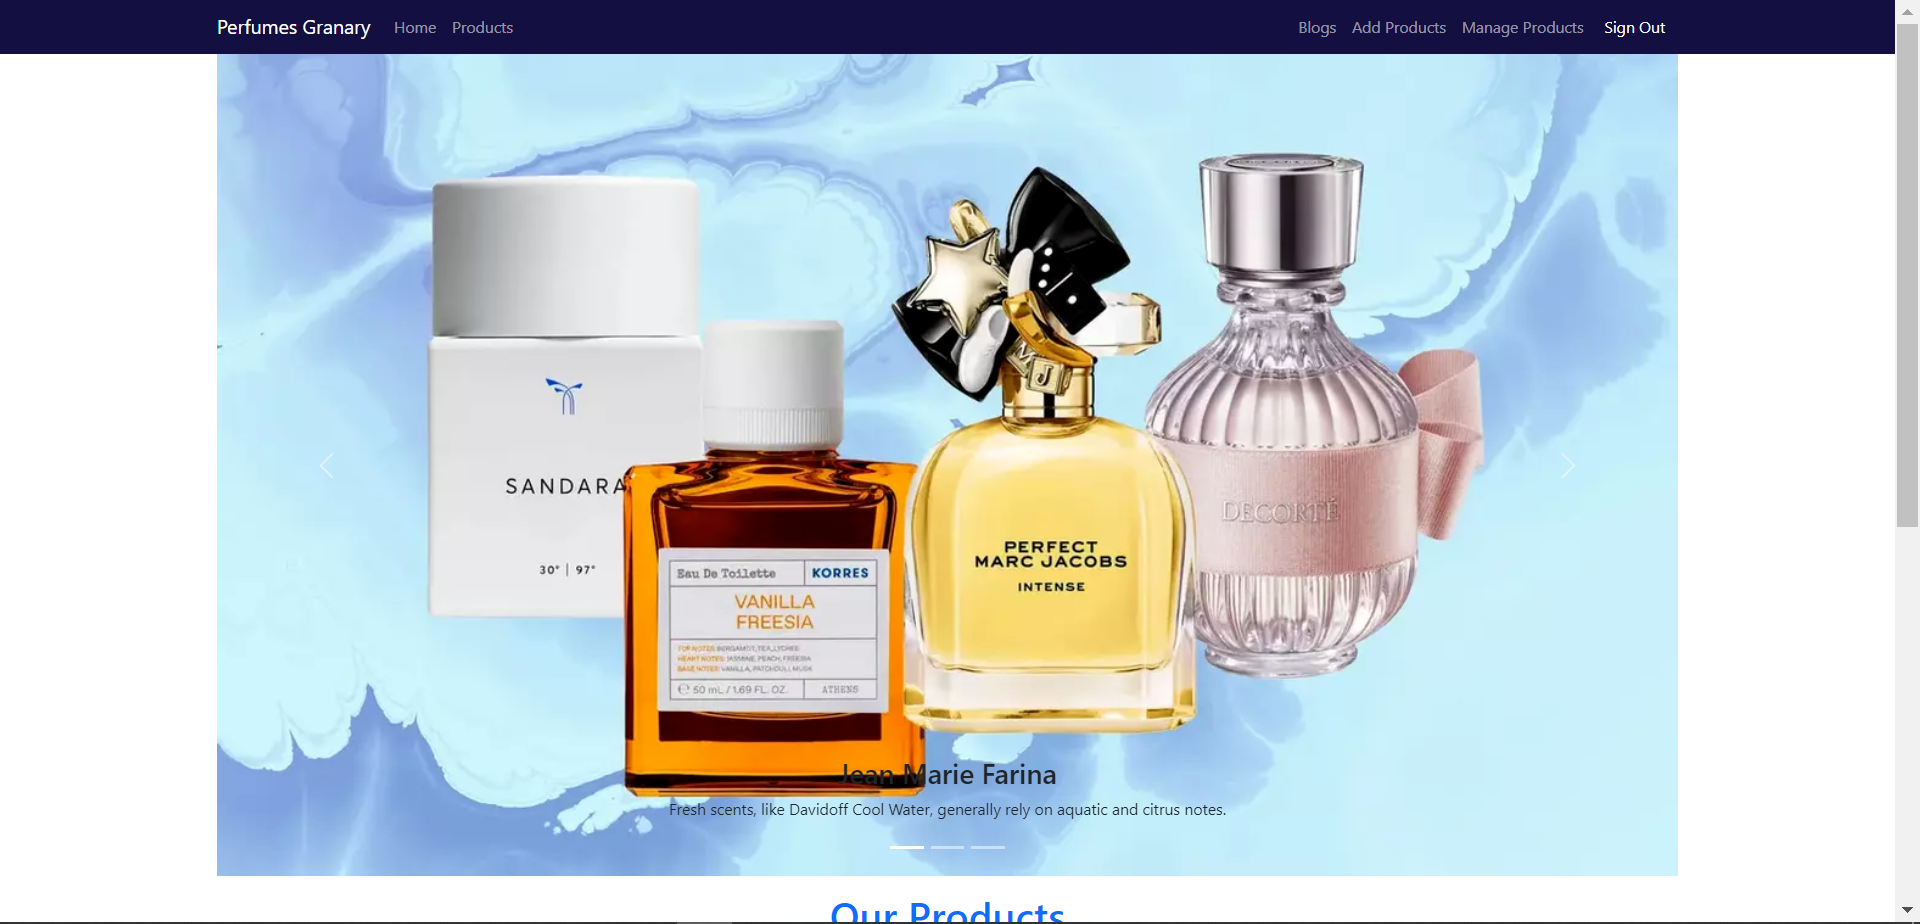 Perfumes Granary Home Products Blogs Add Products Manage Products Sign Out
SANDARA
30° | 97°
Eau De Toilette KORRES
VANILLA
FREESIA
TOP NOTES: BERGAMOT, TEA, LYCHEE
HEART NOTES: JASMINE, PEACH, FREESIA
BASE NOTES: VANILLA, PATCHOULI, MUSK
50 mL / 1.69 FL. OZ. ATHENS
M
J
PERFECT
MARC JACOBS
INTENSE
DECORTÉ
Jean Marie Farina
Fresh scents, like Davidoff Cool Water, generally rely on aquatic and citrus notes.
Our Products